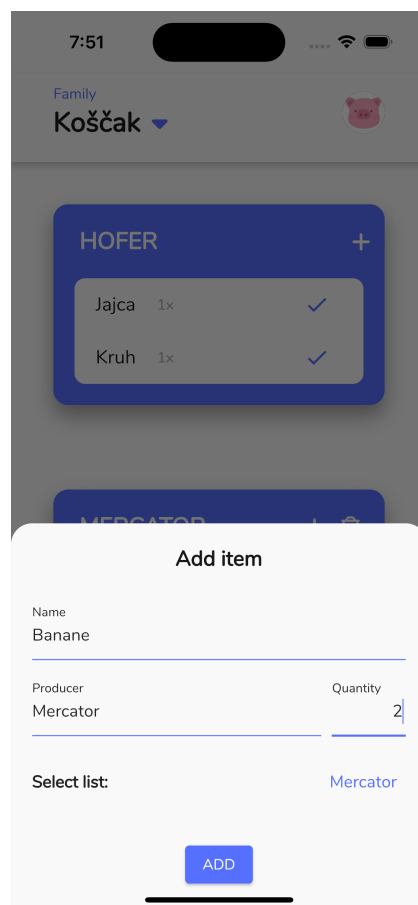 7:51
Family
Koščak
HOFER
Jajca 1x
Kruh 1x
MERCATOR
Add item
Name
Banane
Producer Quantity
Mercator 2
Select list: Mercator
ADD